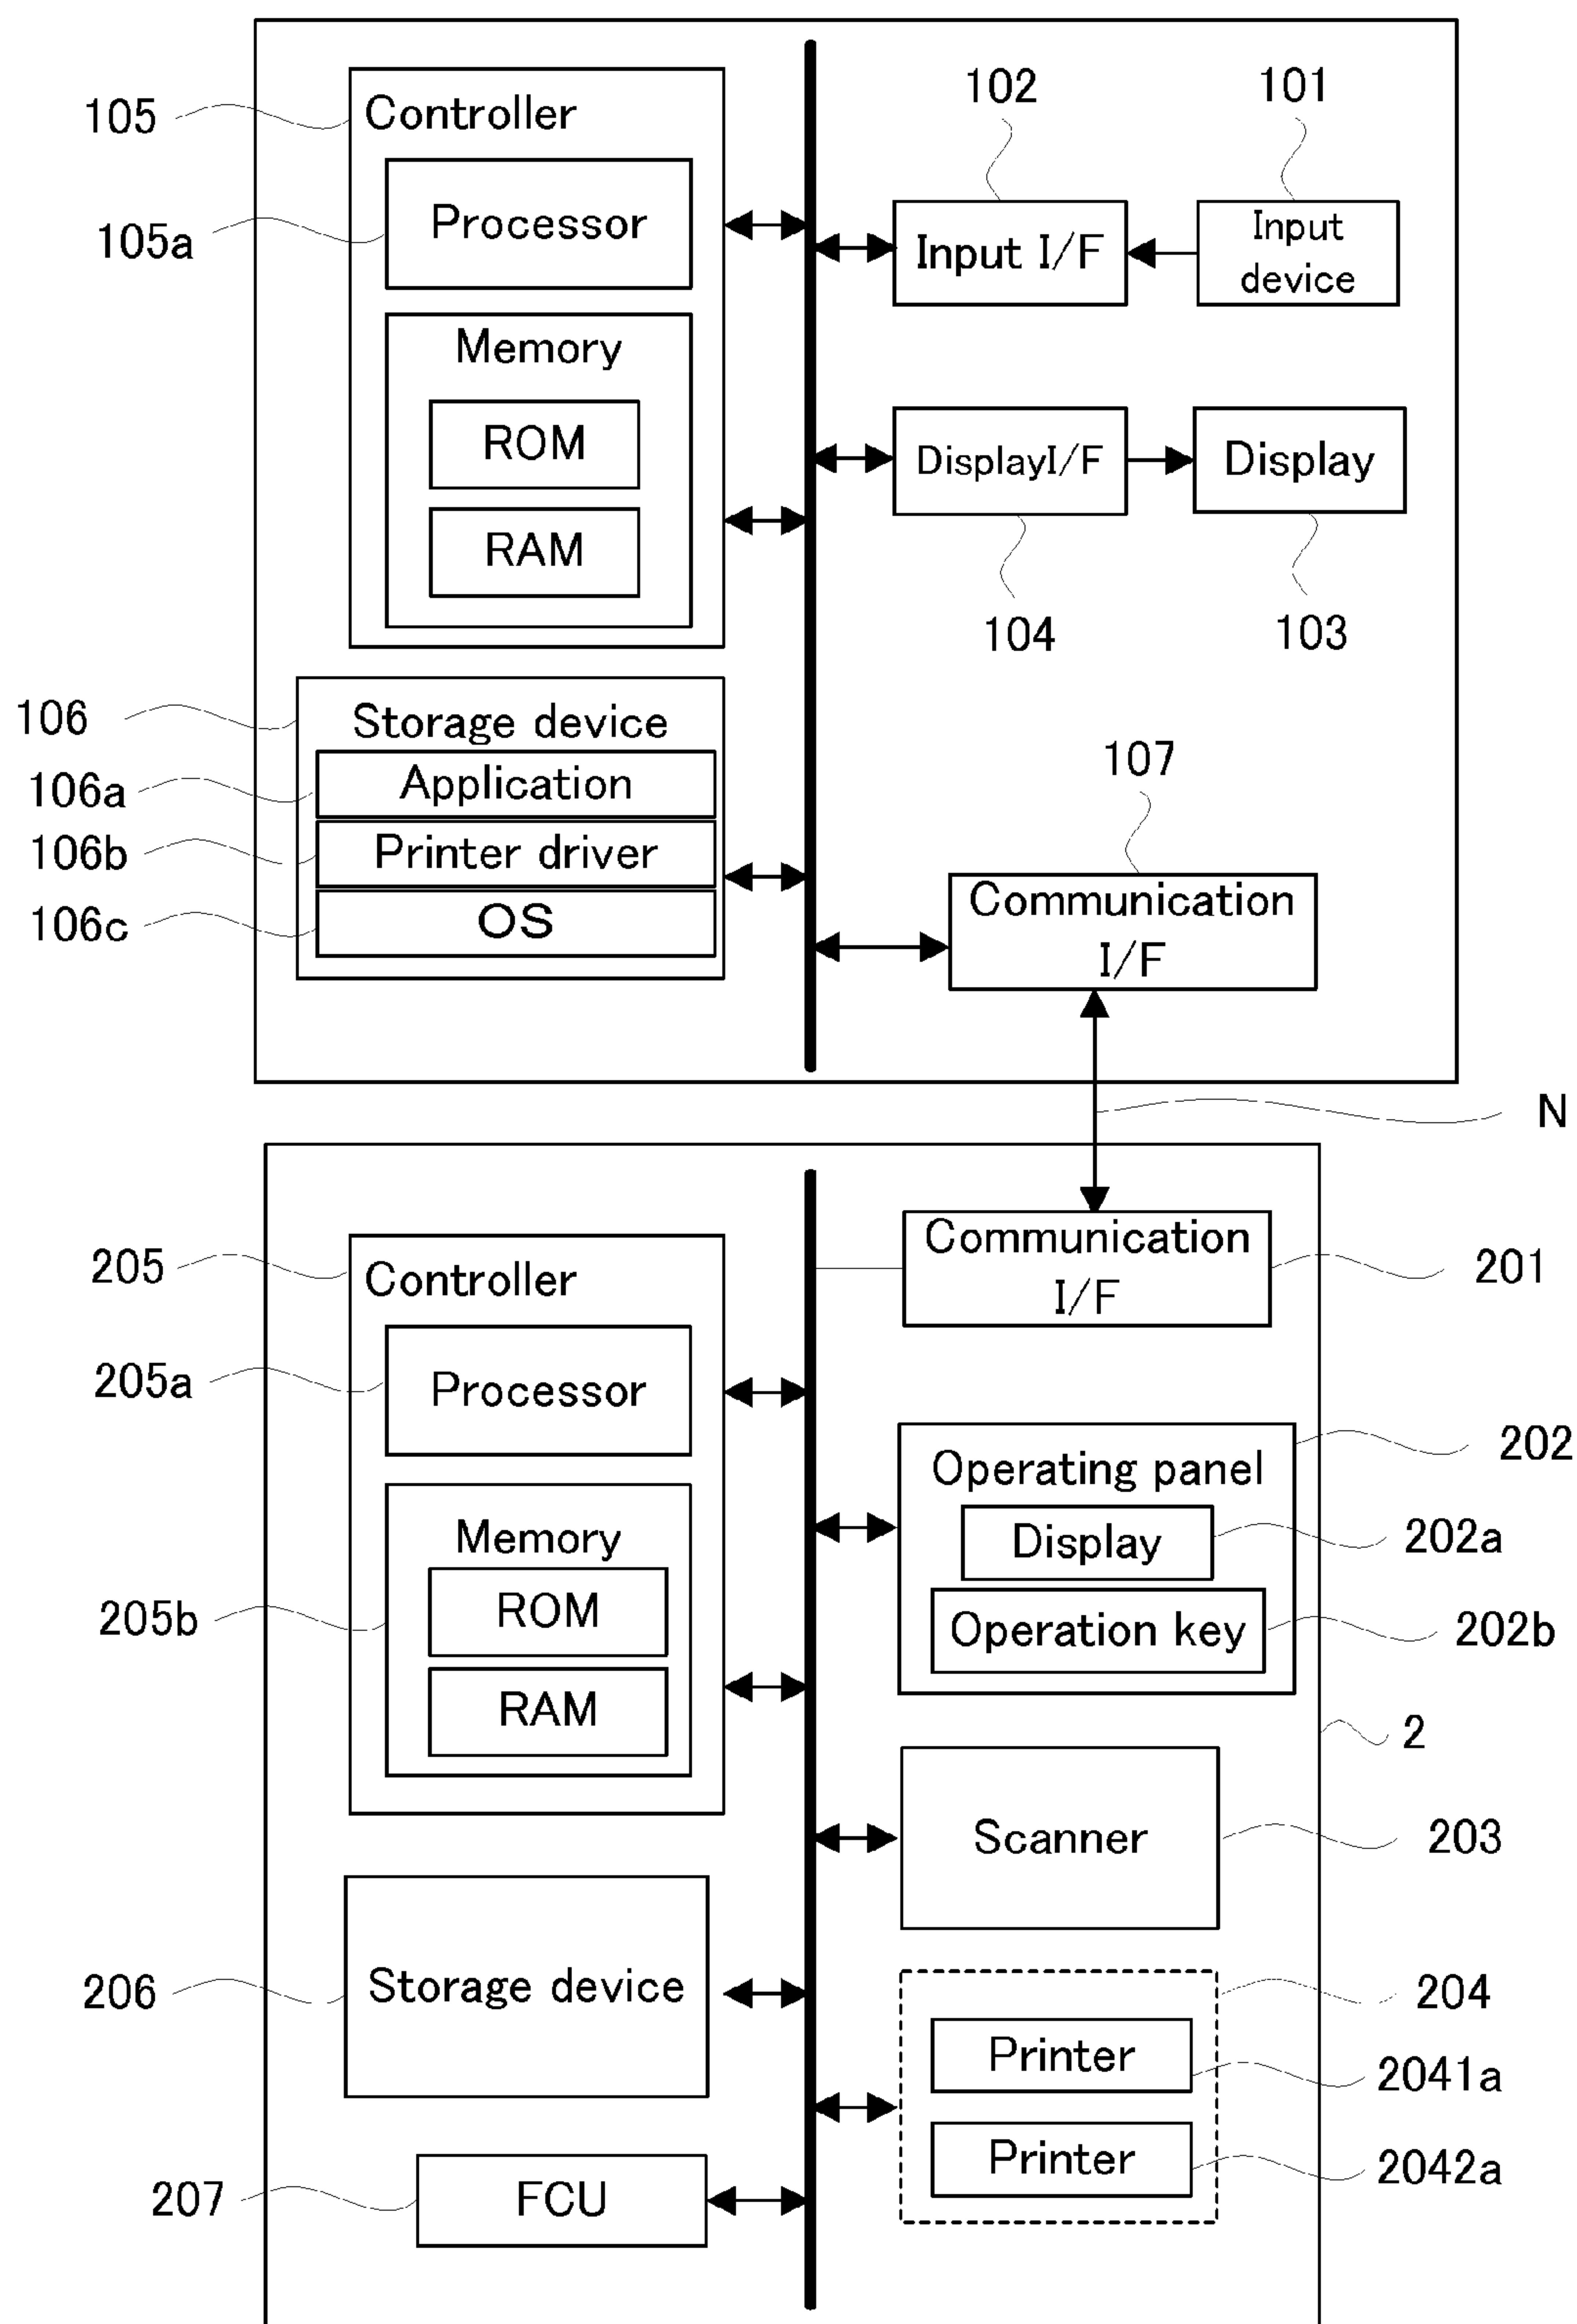 102
101
105
Controller
Processor
105a
Input I/F
Input
device
Memory
ROM
DisplayI/F
Display
RAM
104
103
106
Storage device
107
106a
Application
106b
Printer driver
Communication
I/F
106c
OS
N
Communication
I/F
201
205
Controller
205a
Processor
202
Operating panel
Memory
Display
202a
205b
ROM
Operation key
202b
RAM
2
Scanner
203
206
Storage device
204
Printer
2041a
Printer
2042a
207
FCU